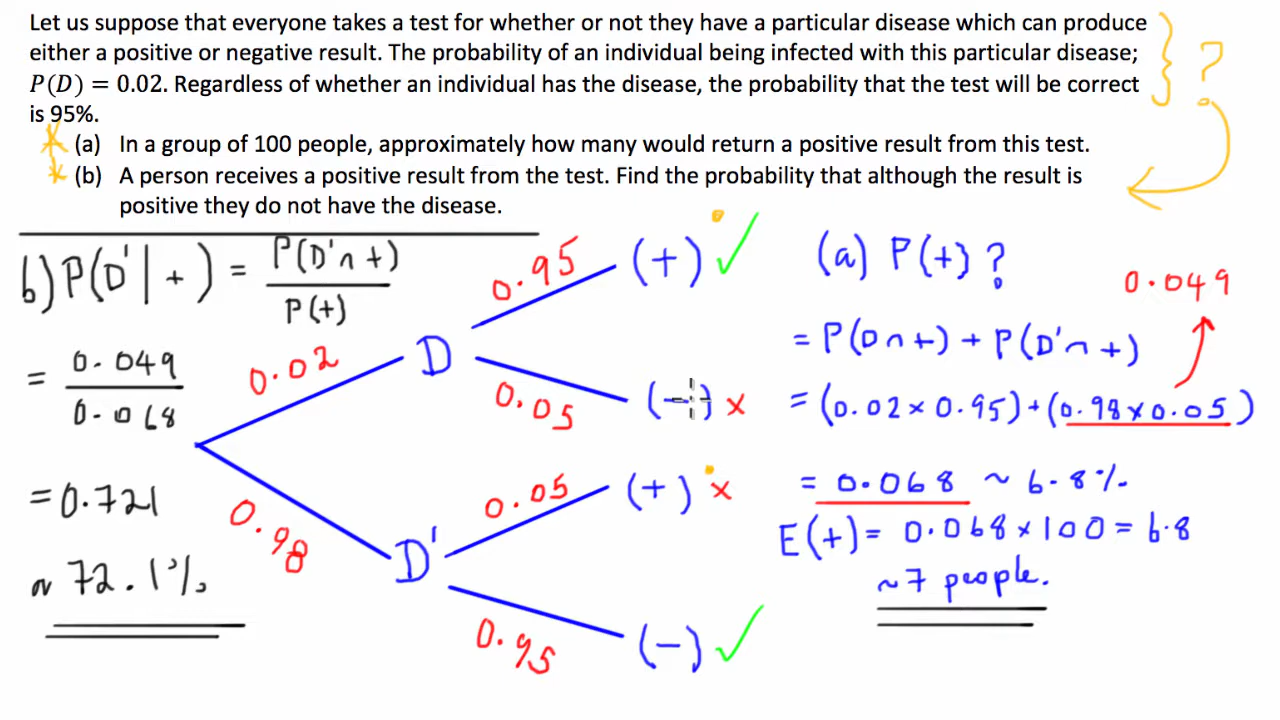 Let us suppose that everyone takes a test for whether or not they have a particular disease which can produce
either a positive or negative result. The probability of an individual being infected with this particular disease;
P(D) = 0.02. Regardless of whether an individual has the disease, the probability that the test will be correct
is 95%.
?
(a) In a group of 100 people, approximately how many would return a positive result from this test.
(b) A person receives a positive result from the test. Find the probability that although the result is
positive they do not have the disease.
b) P(D'|+) = P(D'∩+)
P(+)
= 0.049
0.068
= 0.721
~ 72.1%
0.02
D
0.98
D'
0.95
(+) ✓
0.05
(-) x
0.05
(+) x
0.95
(-) ✓
(a) P(+)?
0.049
= P(D∩+) + P(D'∩+)
= (0.02×0.95)+(0.98×0.05)
= 0.068 ~ 6.8%
E(+)= 0.068×100 = 6.8
~7 people.